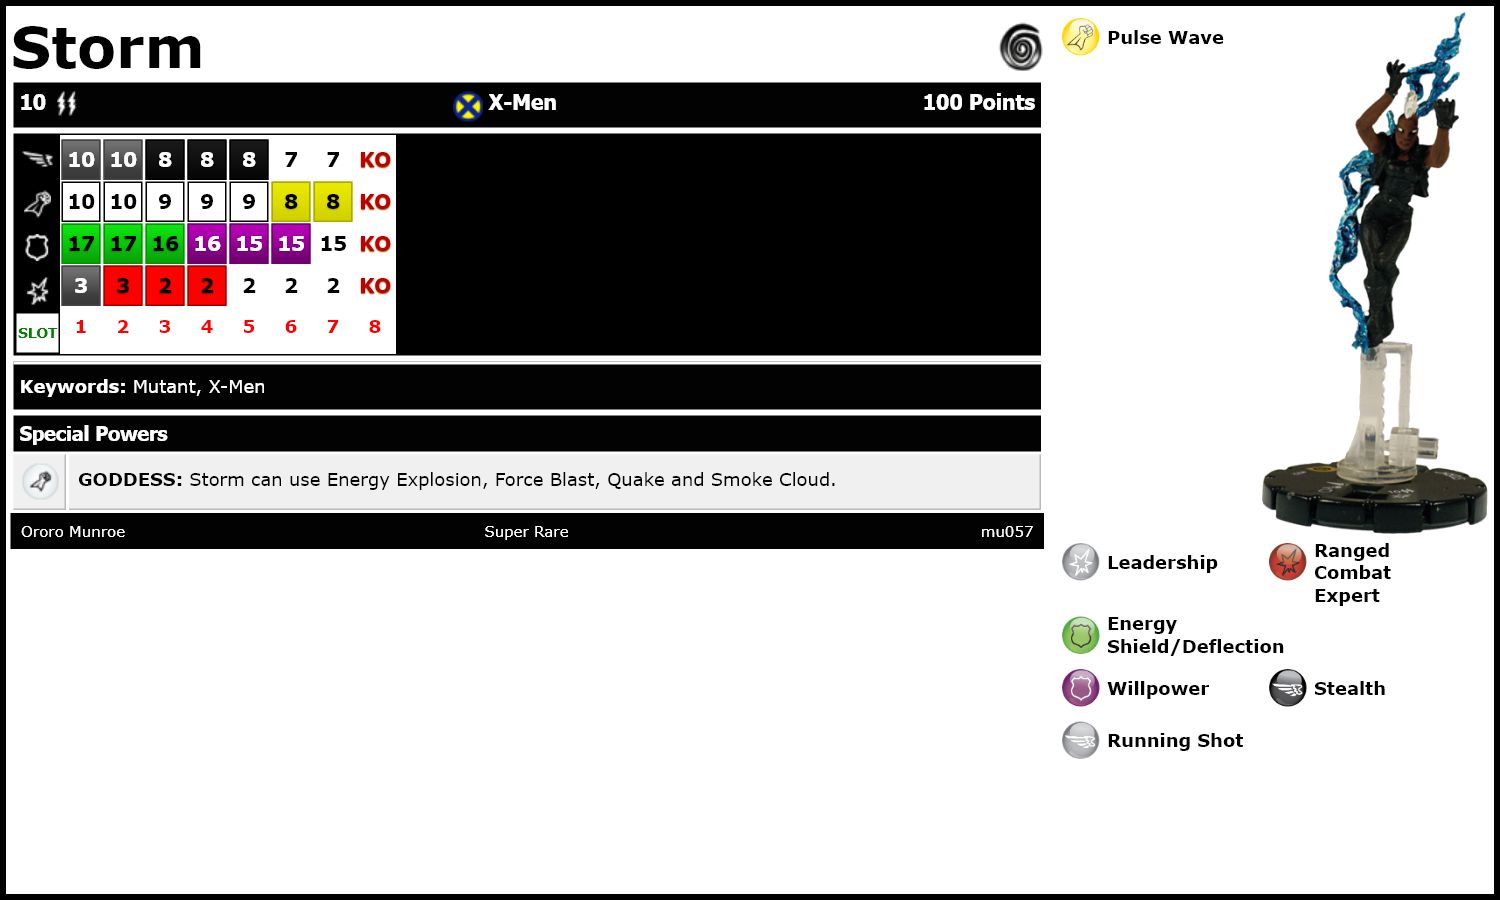 Storm
10 X-Men 100 Points
10 10 8 8 8 7 7 KO
10 10 9 9 9 8 8 KO
17 17 16 16 15 15 15 KO
3 3 2 2 2 2 2 KO
SLOT 1 2 3 4 5 6 7 8
Keywords: Mutant, X-Men
Special Powers
GODDESS: Storm can use Energy Explosion, Force Blast, Quake and Smoke Cloud.
Ororo Munroe Super Rare mu057
Pulse Wave
Leadership
Ranged
Combat
Expert
Energy
Shield/Deflection
Willpower
Stealth
Running Shot